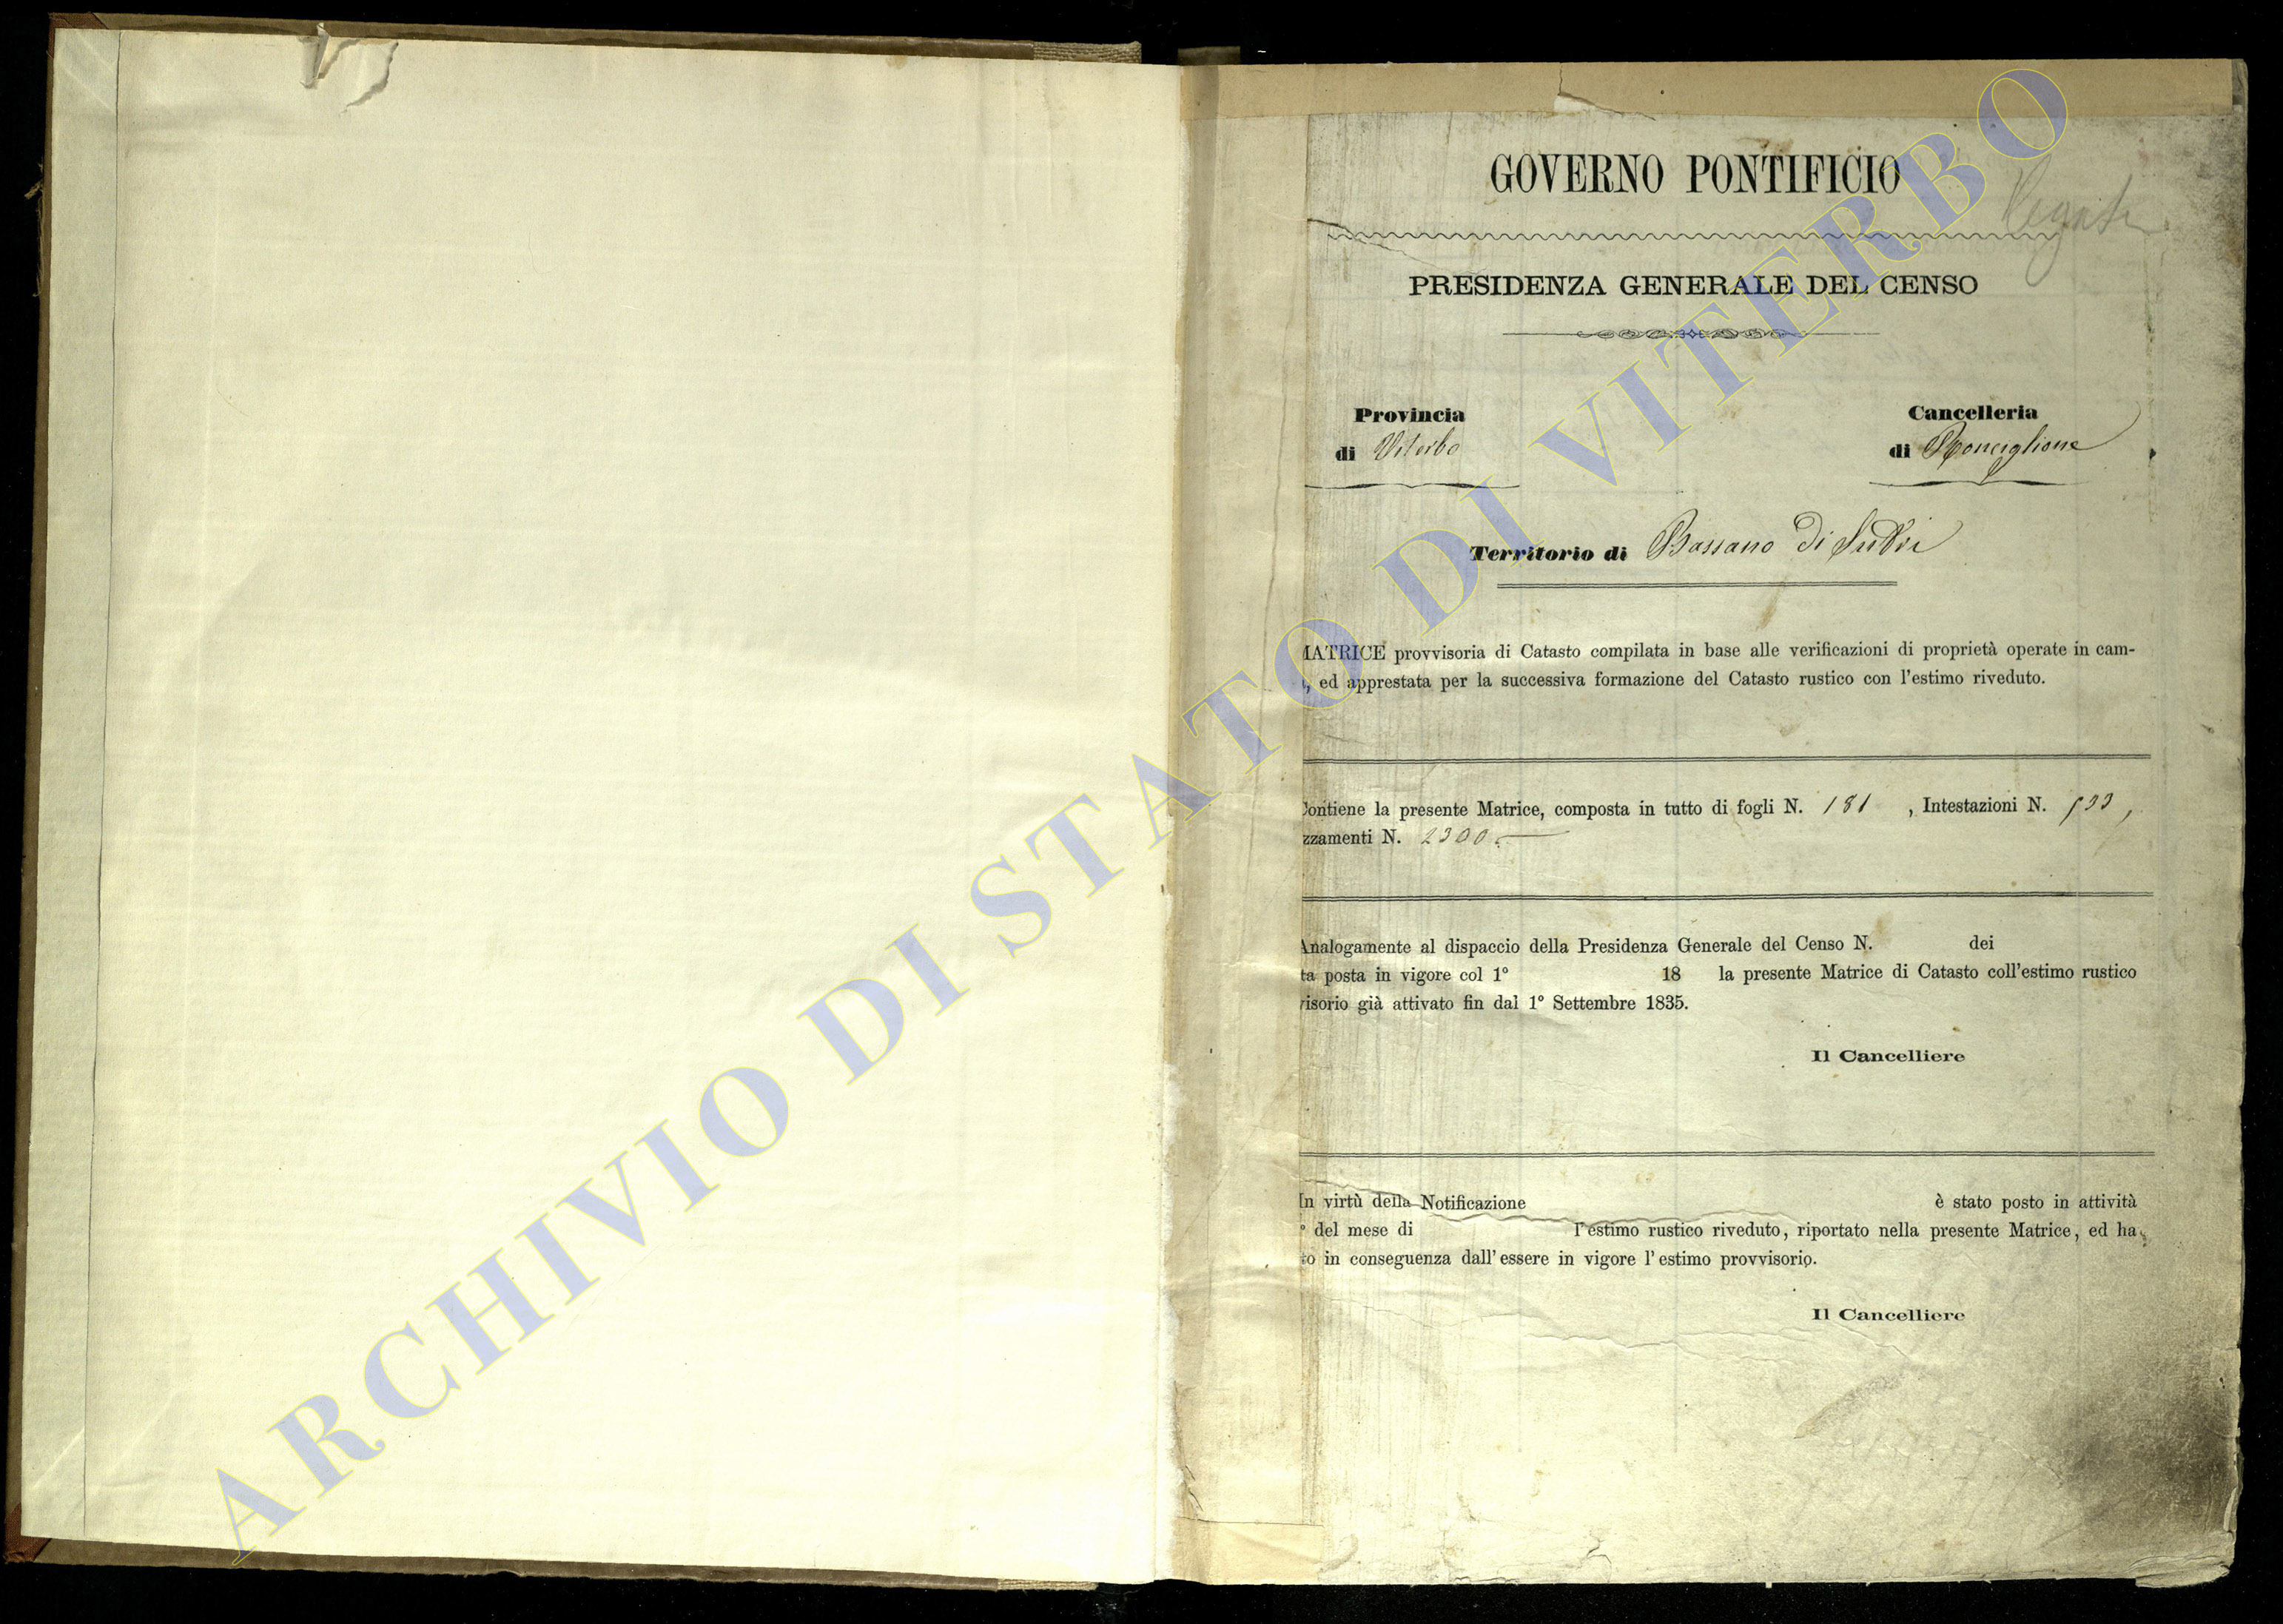 GOVERNO PONTIFICIO
PRESIDENZA GENERALE DEL CENSO
Provincia
di Viterbo
Cancelleria
di Ronciglione
Territorio di Bassano di Sutri
MATRICE provvisoria di Catasto compilata in base alle verificazioni di proprietà operate in cam-
, ed apprestata per la successiva formazione del Catasto rustico con l'estimo riveduto.
Contiene la presente Matrice, composta in tutto di fogli N. 181 , Intestazioni N. 533,
zzamenti N. 2300.
Analogamente al dispaccio della Presidenza Generale del Censo N. dei
ta posta in vigore col 1° 18 la presente Matrice di Catasto coll'estimo rustico
visorio già attivato fin dal 1° Settembre 1835.
Il Cancelliere
In virtù della Notificazione è stato posto in attività
° del mese di l'estimo rustico riveduto, riportato nella presente Matrice, ed ha
to in conseguenza dall'essere in vigore l'estimo provvisorio.
Il Cancelliere
ARCHIVIO DI STATO DI VITERBO